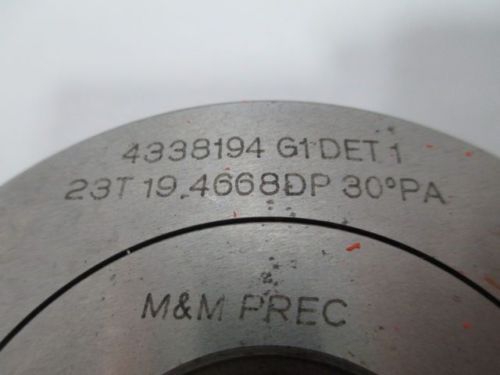 4338194 G1 DET 1
23T 19.4668DP 30°PA
M&M PREC